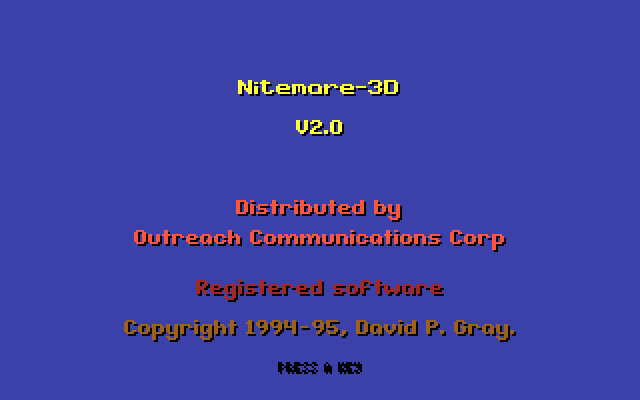 Nitemare-3D
V2.0
Distributed by
Outreach Communications Corp
Registered software
Copyright 1994-95, David P. Gray.
PRESS A KEY